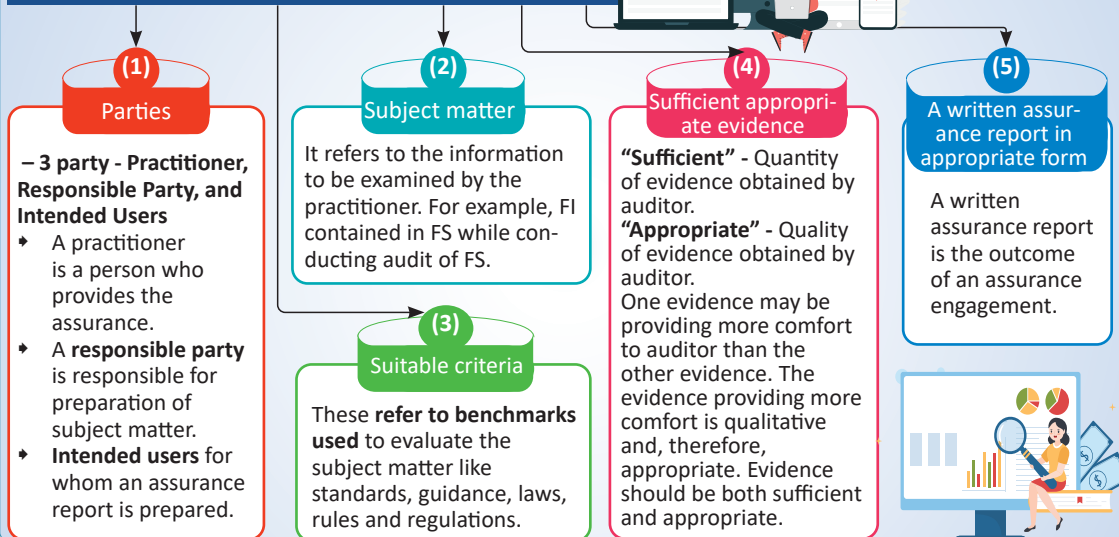 (1)
Parties
– 3 party - Practitioner,
Responsible Party, and
Intended Users
➧ A practitioner
is a person who
provides the
assurance.
➧ A responsible party
is responsible for
preparation of
subject matter.
➧ Intended users for
whom an assurance
report is prepared.
(2)
Subject matter
It refers to the information
to be examined by the
practitioner. For example, FI
contained in FS while con-
ducting audit of FS.
(3)
Suitable criteria
These refer to benchmarks
used to evaluate the
subject matter like
standards, guidance, laws,
rules and regulations.
(4)
Sufficient appropri-
ate evidence
“Sufficient” - Quantity
of evidence obtained by
auditor.
“Appropriate” - Quality
of evidence obtained by
auditor.
One evidence may be
providing more comfort
to auditor than the
other evidence. The
evidence providing more
comfort is qualitative
and, therefore,
appropriate. Evidence
should be both sufficient
and appropriate.
(5)
A written assur-
ance report in
appropriate form
A written
assurance report
is the outcome
of an assurance
engagement.
$
$